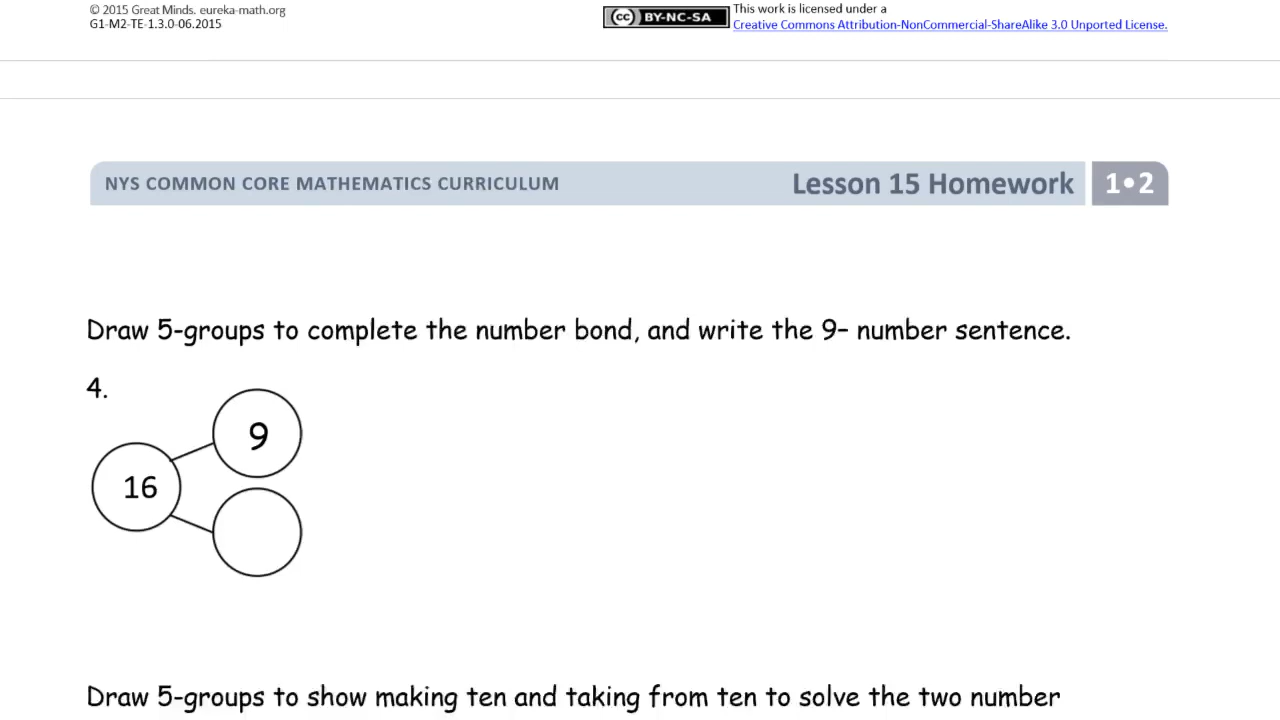 © 2015 Great Minds. eureka-math.org
G1-M2-TE-1.3.0-06.2015
cc BY-NC-SA
This work is licensed under a
Creative Commons Attribution-NonCommercial-ShareAlike 3.0 Unported License.
NYS COMMON CORE MATHEMATICS CURRICULUM
Lesson 15 Homework
1•2
Draw 5-groups to complete the number bond, and write the 9– number sentence.
4.
9
16
Draw 5-groups to show making ten and taking from ten to solve the two number